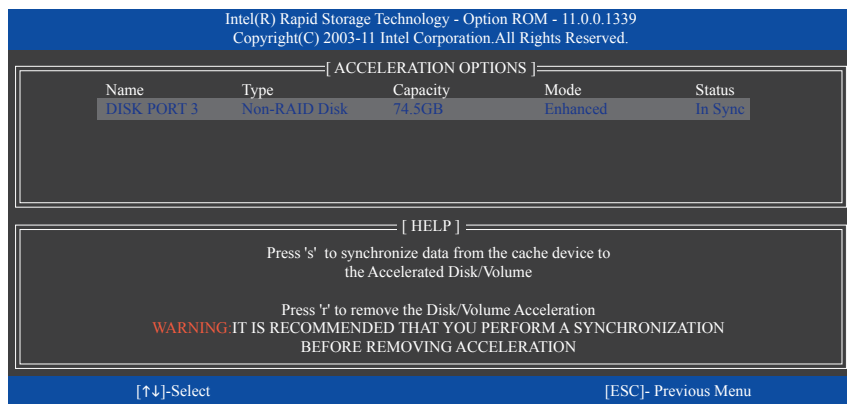 Intel(R) Rapid Storage Technology - Option ROM - 11.0.0.1339
Copyright(C) 2003-11 Intel Corporation.All Rights Reserved.
[ ACCELERATION OPTIONS ]
Name Type Capacity Mode Status
DISK PORT 3 Non-RAID Disk 74.5GB Enhanced In Sync
[ HELP ]
Press 's' to synchronize data from the cache device to
the Accelerated Disk/Volume
Press 'r' to remove the Disk/Volume Acceleration
WARNING:IT IS RECOMMENDED THAT YOU PERFORM A SYNCHRONIZATION
BEFORE REMOVING ACCELERATION
[↑↓]-Select [ESC]- Previous Menu